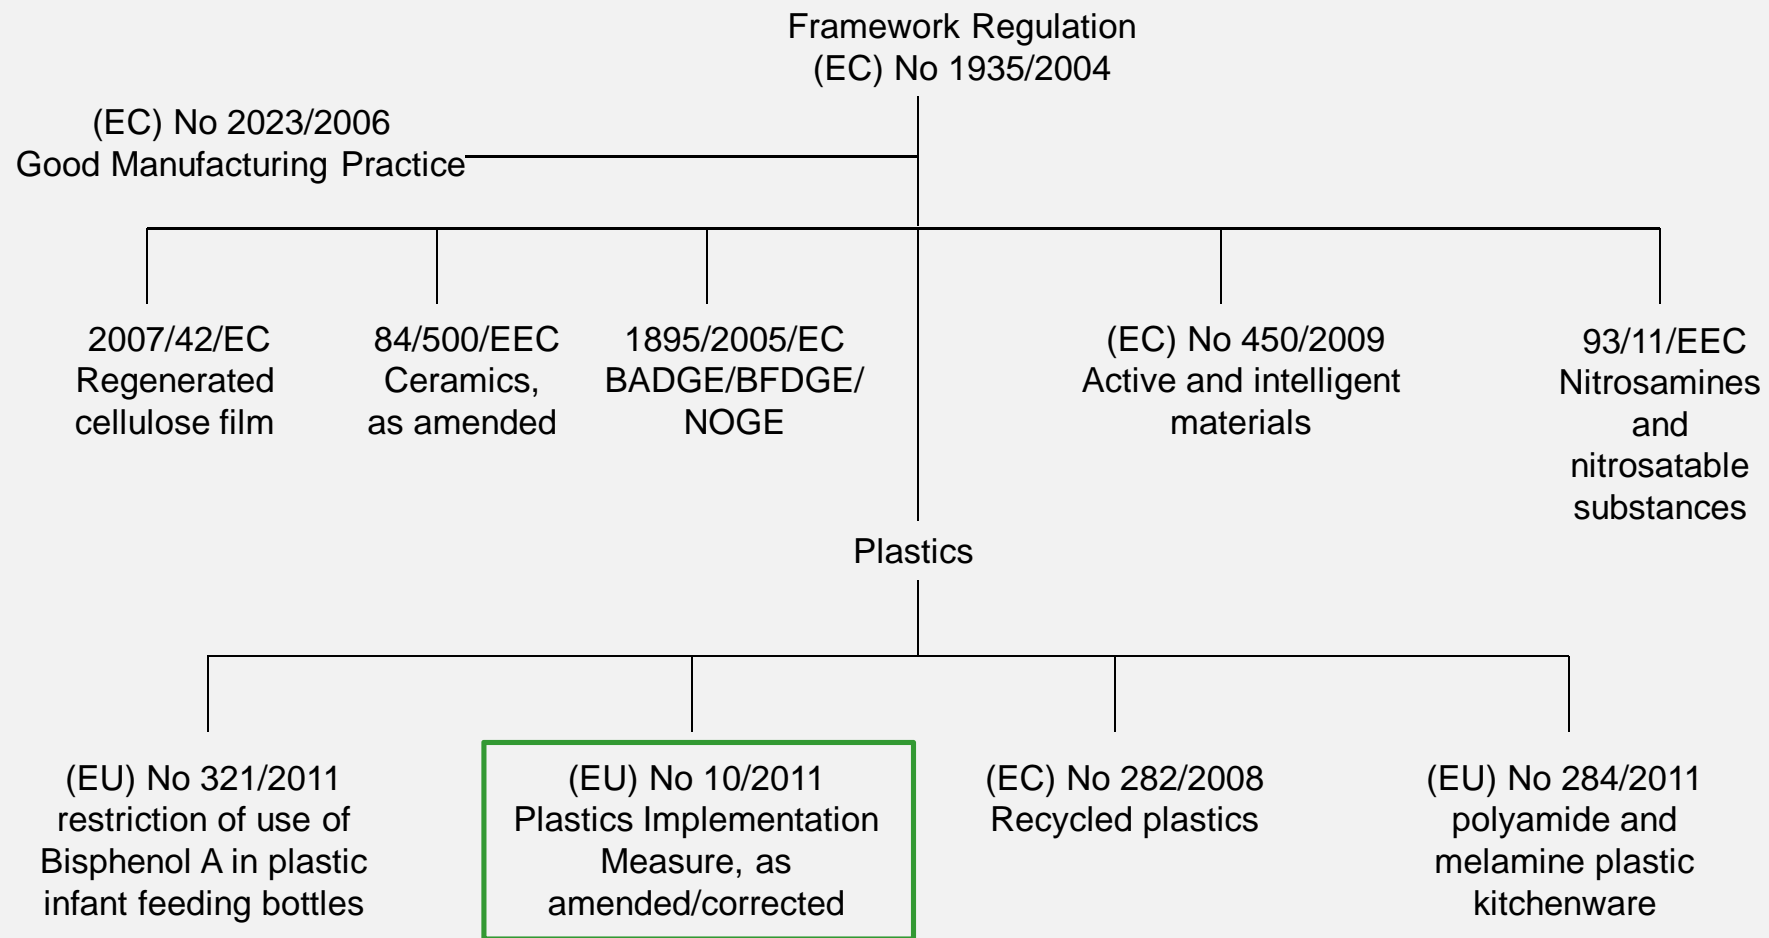 Framework Regulation
(EC) No 1935/2004
(EC) No 2023/2006
Good Manufacturing Practice
2007/42/EC
Regenerated
cellulose film
84/500/EEC
Ceramics,
as amended
1895/2005/EC
BADGE/BFDGE/
NOGE
(EC) No 450/2009
Active and intelligent
materials
93/11/EEC
Nitrosamines
and
nitrosatable
substances
Plastics
(EU) No 321/2011
restriction of use of
Bisphenol A in plastic
infant feeding bottles
(EU) No 10/2011
Plastics Implementation
Measure, as
amended/corrected
(EC) No 282/2008
Recycled plastics
(EU) No 284/2011
polyamide and
melamine plastic
kitchenware